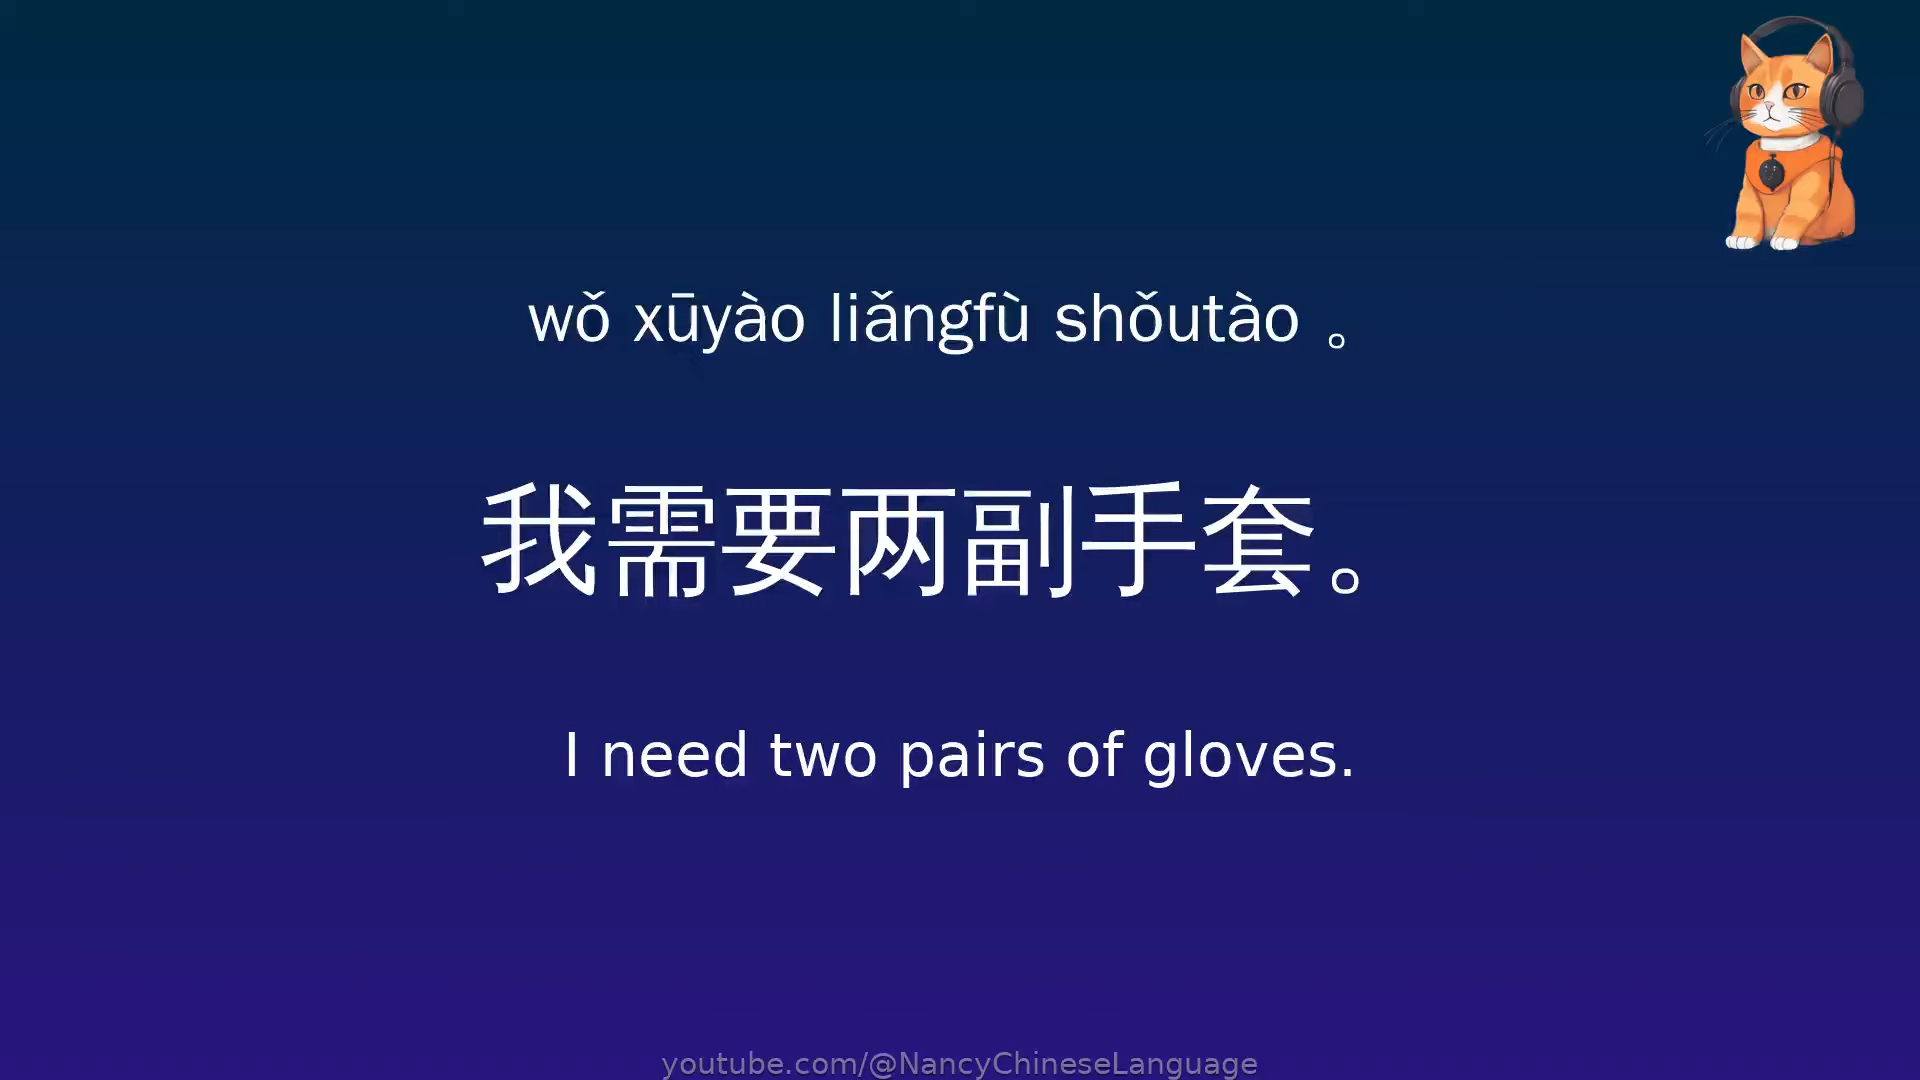 wǒ xūyào liǎngfù shǒutào 。
我需要两副手套。
I need two pairs of gloves.
youtube.com/@NancyChineseLanguage